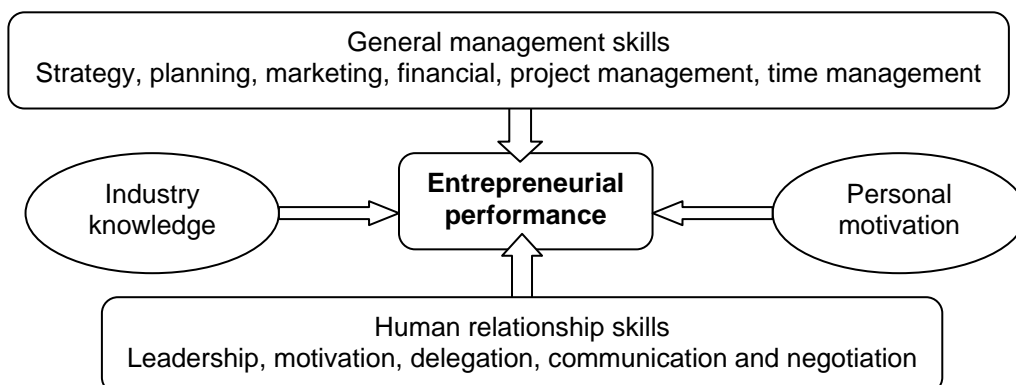 General management skills
Strategy, planning, marketing, financial, project management, time management
Industry
knowledge
Entrepreneurial
performance
Personal
motivation
Human relationship skills
Leadership, motivation, delegation, communication and negotiation